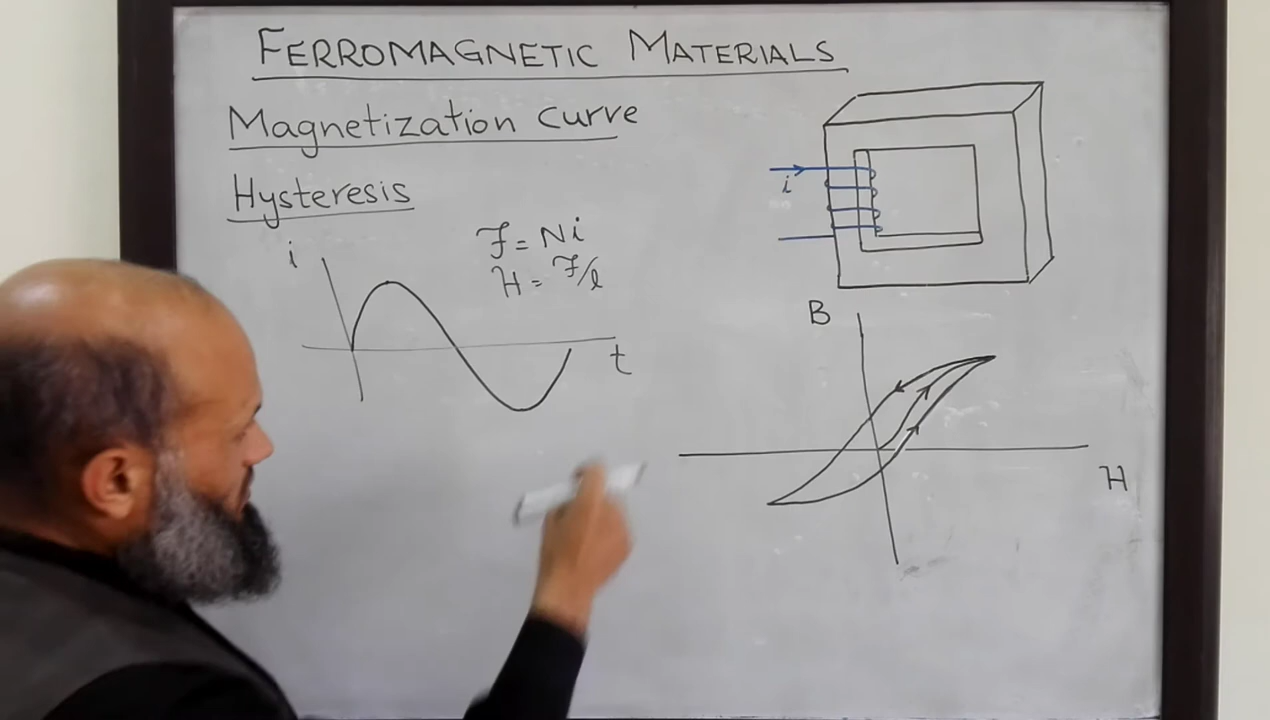 FERROMAGNETIC MATERIALS
Magnetization Curve
Hysteresis
i
t
F = Ni
H = F/l
i
B
H